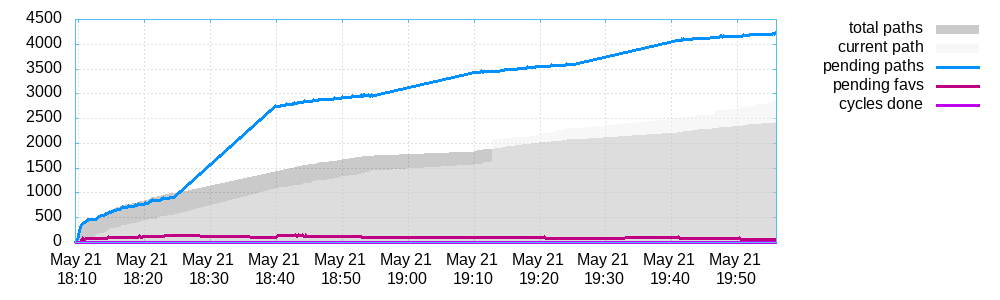 4500
4000
3500
3000
2500
2000
1500
1000
500
0
May 21 May 21 May 21 May 21 May 21 May 21 May 21 May 21 May 21 May 21 May 21
18:10 18:20 18:30 18:40 18:50 19:00 19:10 19:20 19:30 19:40 19:50
total paths
current path
pending paths
pending favs
cycles done